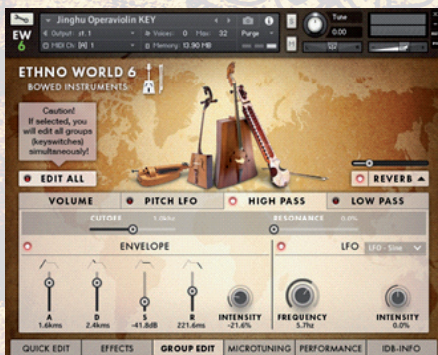 Jinghu Operaviolin KEY
Output: st. 1 Voices: 0 Max: 32 Purge
MIDI Ch: [A] 1 Memory: 13.90 MB
S
M
Tune
0.00
EW
6
ETHNO WORLD 6
BOWED INSTRUMENTS
Caution!
If selected, you
will edit all groups
(keyswitches)
simultaneously!
EDIT ALL REVERB
VOLUME PITCH LFO HIGH PASS LOW PASS
CUTOFF 1.0khz RESONANCE 0.0%
ENVELOPE LFO LFO - Sine
A D S R INTENSITY FREQUENCY INTENSITY
1.6kms 2.4kms -41.8dB 221.6ms -21.6% 5.7hz 0.0%
QUICK EDIT EFFECTS GROUP EDIT MICROTUNING PERFORMANCE IDB-INFO